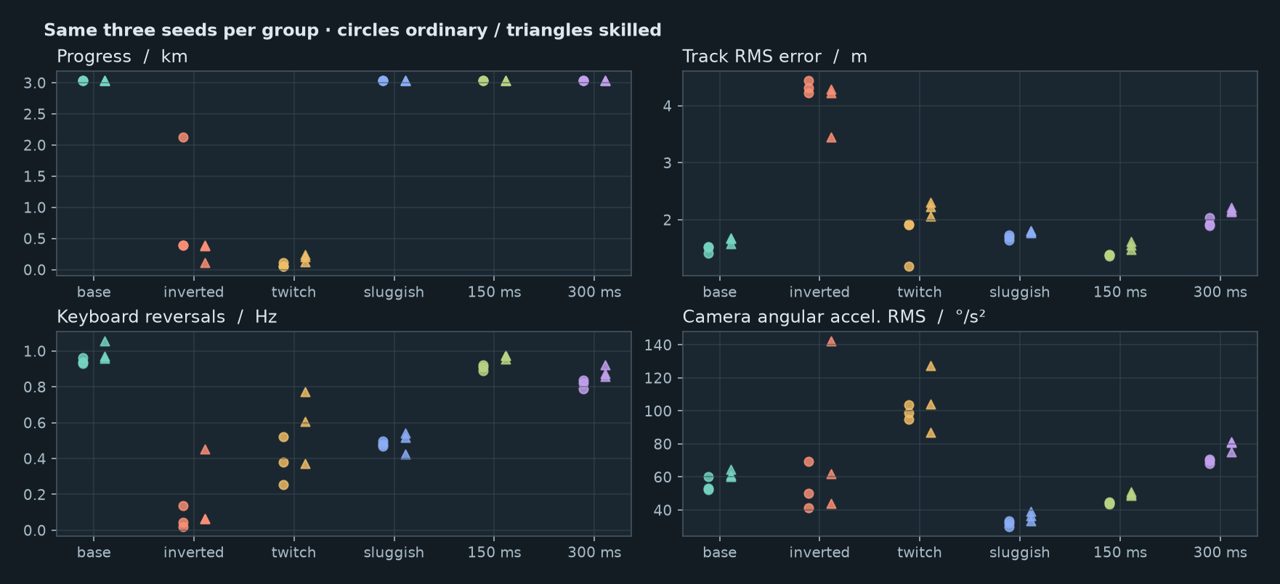 Same three seeds per group · circles ordinary / triangles skilled
Progress / km
3.0
2.5
2.0
1.5
1.0
0.5
0.0
base inverted twitch sluggish 150 ms 300 ms
Track RMS error / m
4
3
2
base inverted twitch sluggish 150 ms 300 ms
Keyboard reversals / Hz
1.0
0.8
0.6
0.4
0.2
0.0
base inverted twitch sluggish 150 ms 300 ms
Camera angular accel. RMS / °/s²
140
120
100
80
60
40
base inverted twitch sluggish 150 ms 300 ms